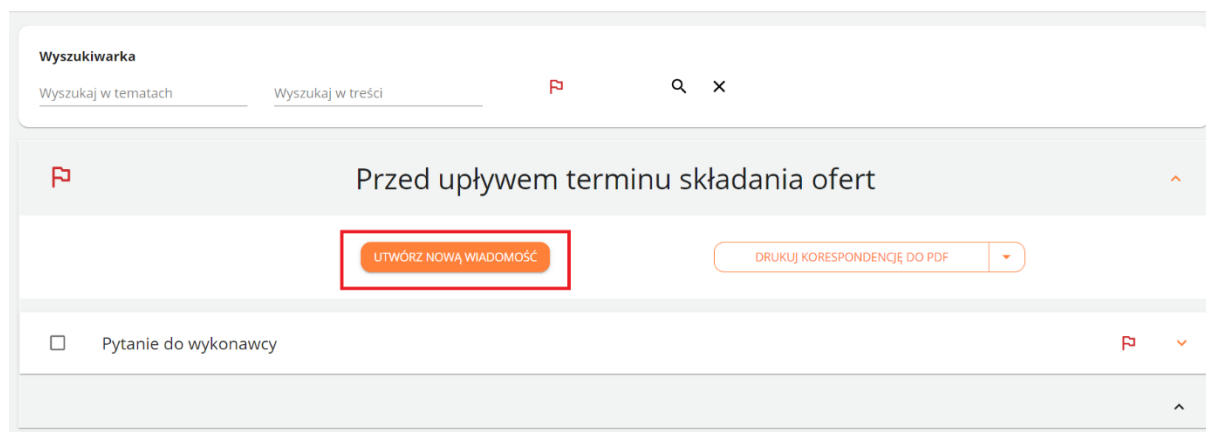 Wyszukiwarka
Wyszukaj w tematach
Wyszukaj w treści
Przed upływem terminu składania ofert
UTWÓRZ NOWĄ WIADOMOŚĆ
DRUKUJ KORESPONDENCJĘ DO PDF
Pytanie do wykonawcy